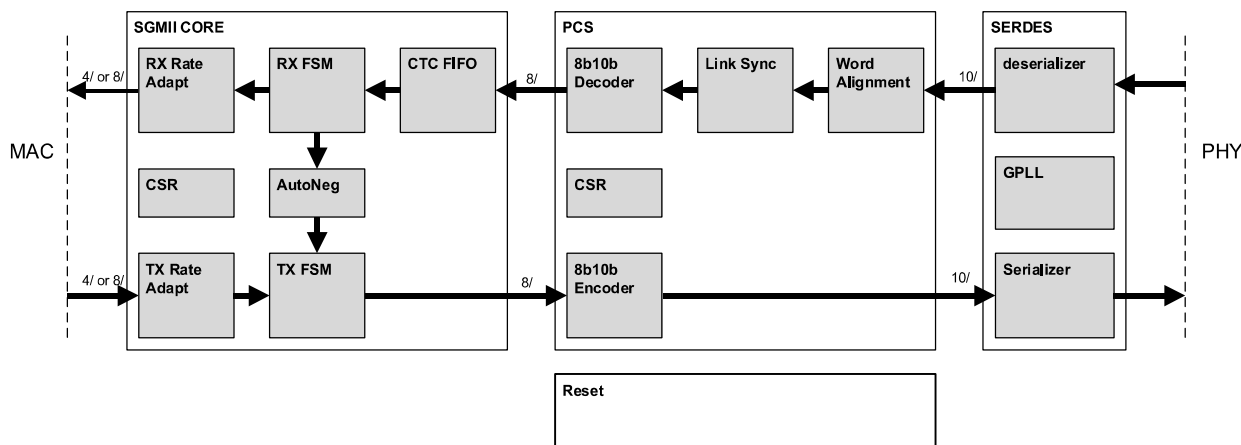 SGMII CORE
PCS
SERDES
4/ or 8/
RX Rate
Adapt
RX FSM
CTC FIFO
8/
8b10b
Decoder
Link Sync
Word
Alignment
10/
deserializer
MAC
PHY
CSR
AutoNeg
CSR
GPLL
4/ or 8/
TX Rate
Adapt
TX FSM
8/
8b10b
Encoder
10/
Serializer
Reset